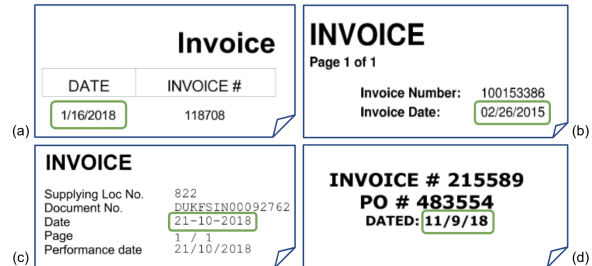 Invoice
DATE INVOICE #
1/16/2018 118708
(a)
INVOICE
Page 1 of 1
Invoice Number: 100153386
Invoice Date: 02/26/2015
(b)
INVOICE
Supplying Loc No. 822
Document No. DUKFSIN00092762
Date 21-10-2018
Page 1 / 1
Performance date 21/10/2018
(c)
INVOICE # 215589
PO # 483554
DATED: 11/9/18
(d)